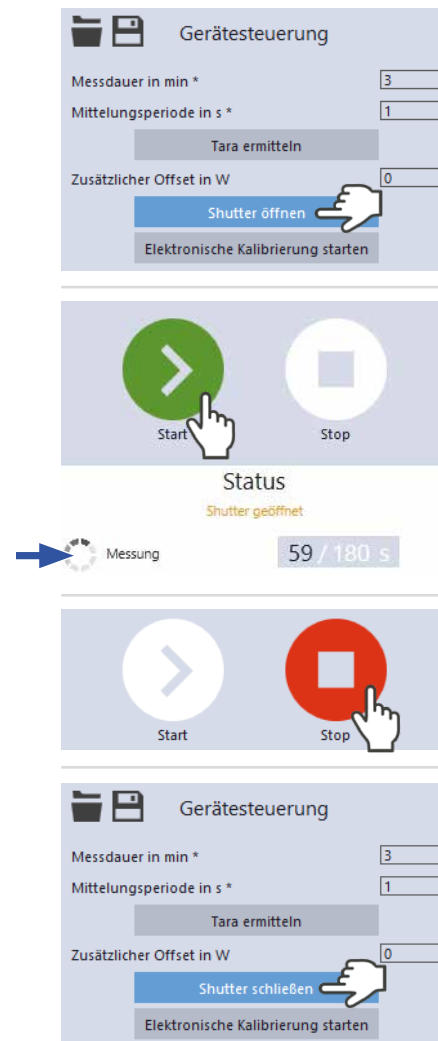 Gerätesteuerung
Messdauer in min * 3
Mittelungsperiode in s * 1
Tara ermitteln
Zusätzlicher Offset in W 0
Shutter öffnen
Elektronische Kalibrierung starten
Start Stop
Status
Shutter geöffnet
Messung 59 / 180 s
Start Stop
Gerätesteuerung
Messdauer in min * 3
Mittelungsperiode in s * 1
Tara ermitteln
Zusätzlicher Offset in W 0
Shutter schließen
Elektronische Kalibrierung starten